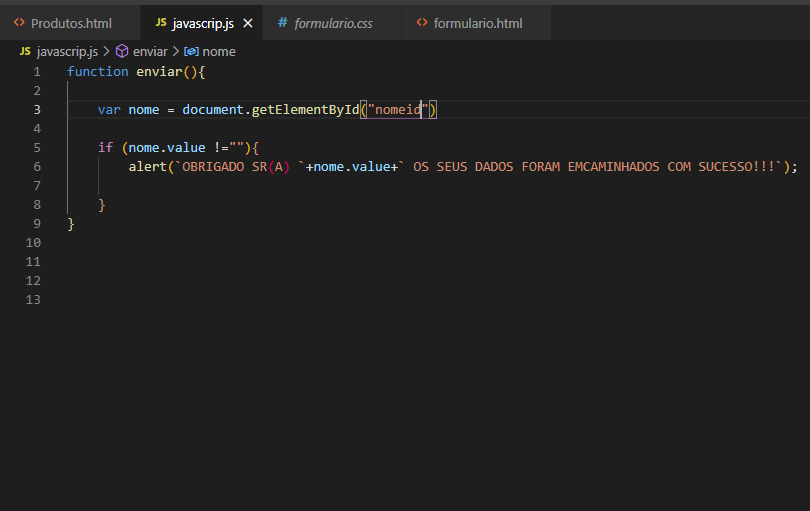 <> Produtos.html JS javascrip.js × # formulario.css <> formulario.html
JS javascrip.js > enviar > nome
1 function enviar(){
2
3 var nome = document.getElementById("nomeid")
4
5 if (nome.value !=""){
6 alert(`OBRIGADO SR(A) `+nome.value+` OS SEUS DADOS FORAM EMCAMINHADOS COM SUCESSO!!!`);
7
8 }
9 }
10
11
12
13